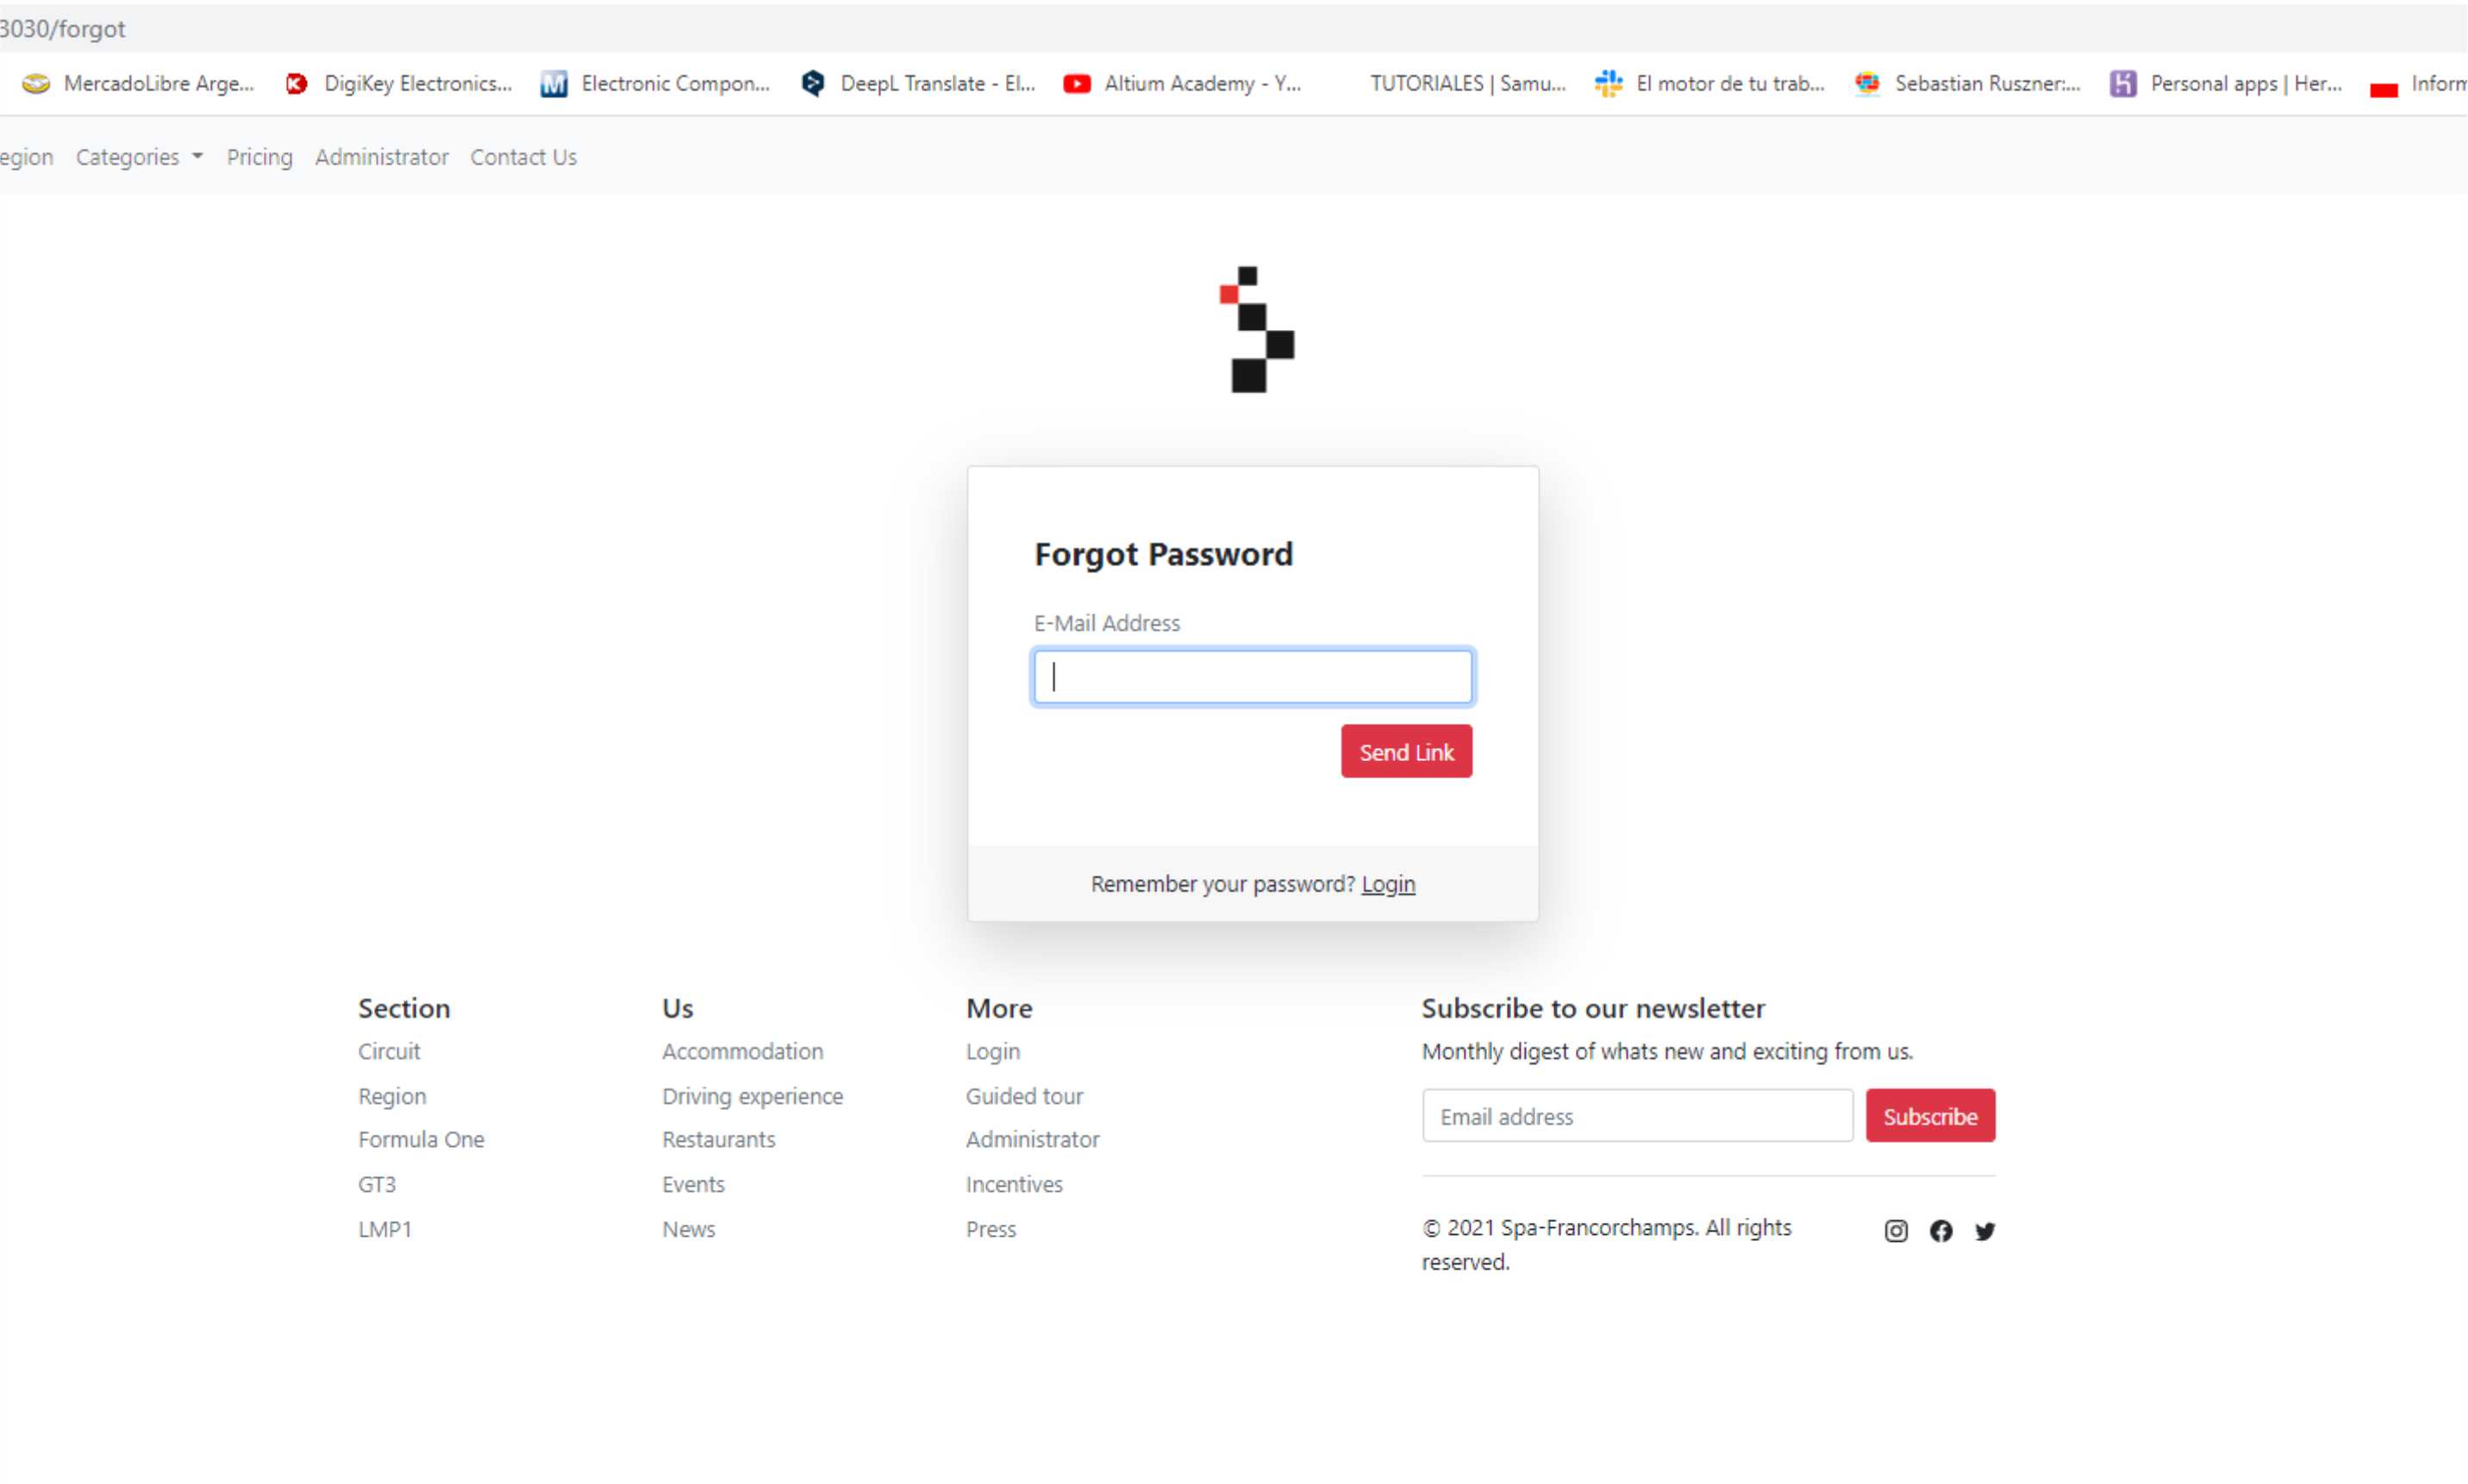 3030/forgot
MercadoLibre Arge... DigiKey Electronics... Electronic Compon... DeepL Translate - El... Altium Academy - Y... TUTORIALES | Samu... El motor de tu trab... Sebastian Ruszner:... Personal apps | Her... Inform
egion Categories Pricing Administrator Contact Us
Forgot Password
E-Mail Address
Send Link
Remember your password? Login
Section
Circuit
Region
Formula One
GT3
LMP1
Us
Accommodation
Driving experience
Restaurants
Events
News
More
Login
Guided tour
Administrator
Incentives
Press
Subscribe to our newsletter
Monthly digest of whats new and exciting from us.
Email address Subscribe
© 2021 Spa-Francorchamps. All rights
reserved.